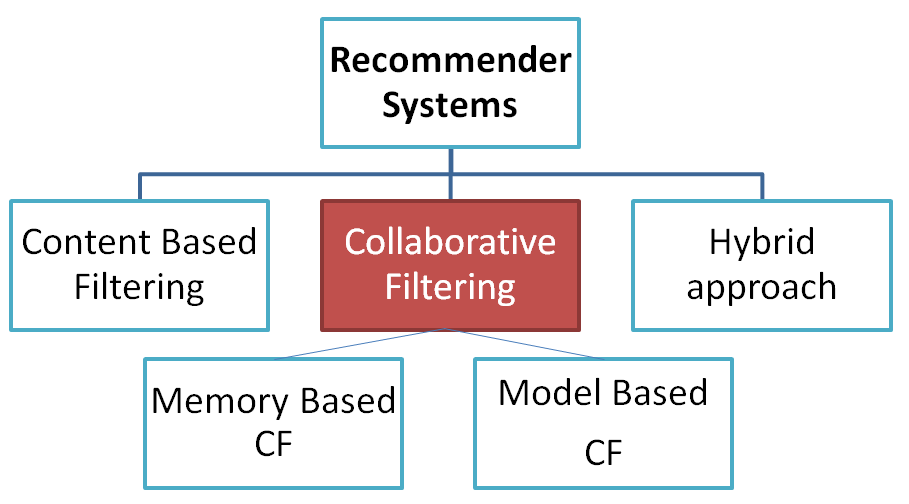 Recommender
Systems
Content Based
Filtering
Collaborative
Filtering
Hybrid
approach
Memory Based
CF
Model Based
CF